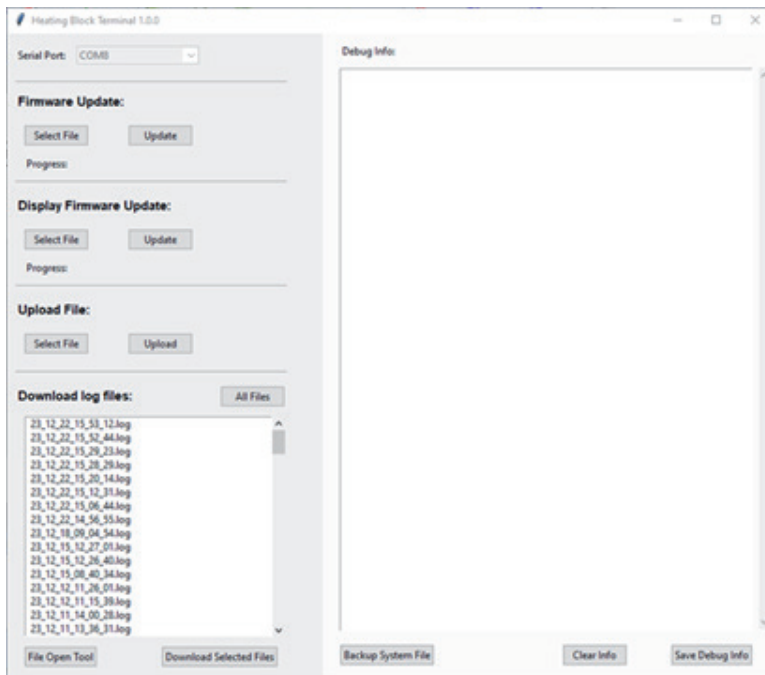 Heating Block Terminal 1.0.0
Serial Port: COM8
Firmware Update:
Select File Update
Progress:
Display Firmware Update:
Select File Update
Progress:
Upload File:
Select File Upload
Download log files: All Files
23_12_22_15_53_12.log
23_12_22_15_52_44.log
23_12_22_15_29_23.log
23_12_22_15_28_29.log
23_12_22_15_20_14.log
23_12_22_15_12_31.log
23_12_22_15_06_44.log
23_12_22_14_56_55.log
23_12_18_09_04_54.log
23_12_15_12_27_01.log
23_12_15_12_26_40.log
23_12_15_08_40_34.log
23_12_12_11_26_01.log
23_12_12_11_15_39.log
23_12_11_14_00_28.log
23_12_11_13_36_31.log
File Open Tool Download Selected Files
Debug Info:
Backup System File Clear Info Save Debug Info